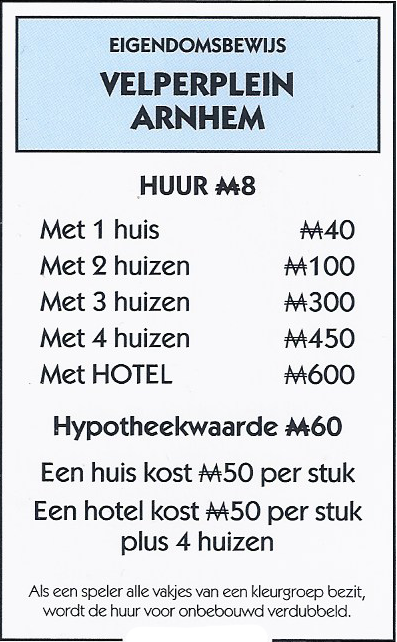 EIGENDOMSBEWIJS
VELPERPLEIN
ARNHEM
HUUR ₩8
Met 1 huis ₩40
Met 2 huizen ₩100
Met 3 huizen ₩300
Met 4 huizen ₩450
Met HOTEL ₩600
Hypotheekwaarde ₩60
Een huis kost ₩50 per stuk
Een hotel kost ₩50 per stuk
plus 4 huizen
Als een speler alle vakjes van een kleurgroep bezit,
wordt de huur voor onbebouwd verdubbeld.